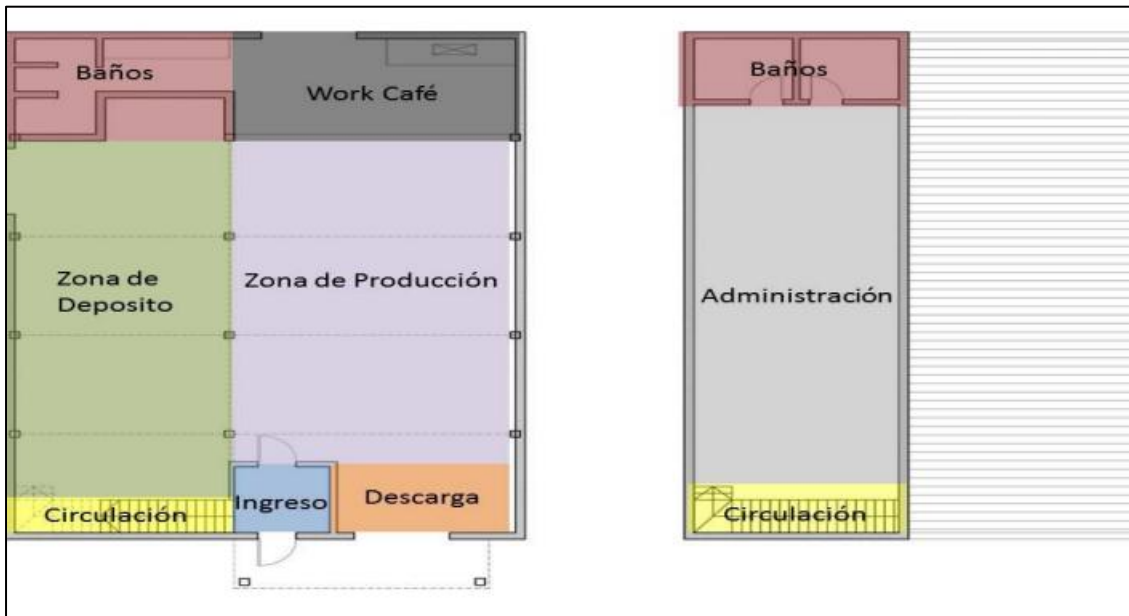 Baños
Work Café
Zona de
Deposito
Zona de Producción
Circulación
Ingreso
Descarga
Baños
Administración
Circulación